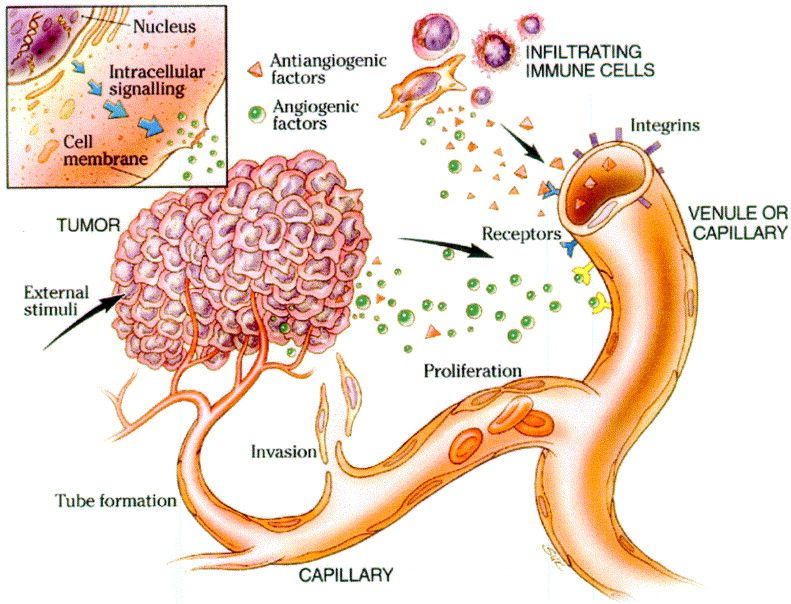 Nucleus
Intracellular
signalling
Cell
membrane
Antiangiogenic
factors
Angiogenic
factors
INFILTRATING
IMMUNE CELLS
Integrins
TUMOR
Receptors
VENULE OR
CAPILLARY
External
stimuli
Proliferation
Invasion
Tube formation
CAPILLARY